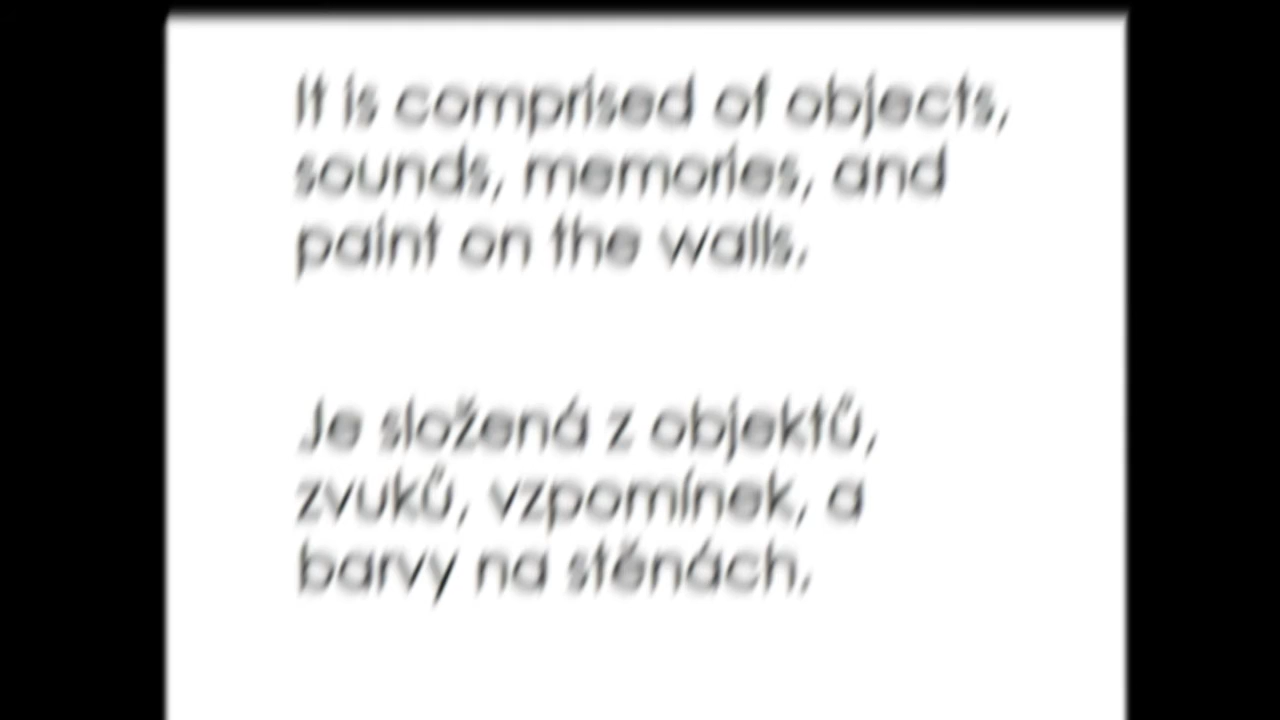 It is comprised of objects,
sounds, memories, and
paint on the walls.
Je složená z objektů,
zvuků, vzpomínek, a
barvy na stěnách.